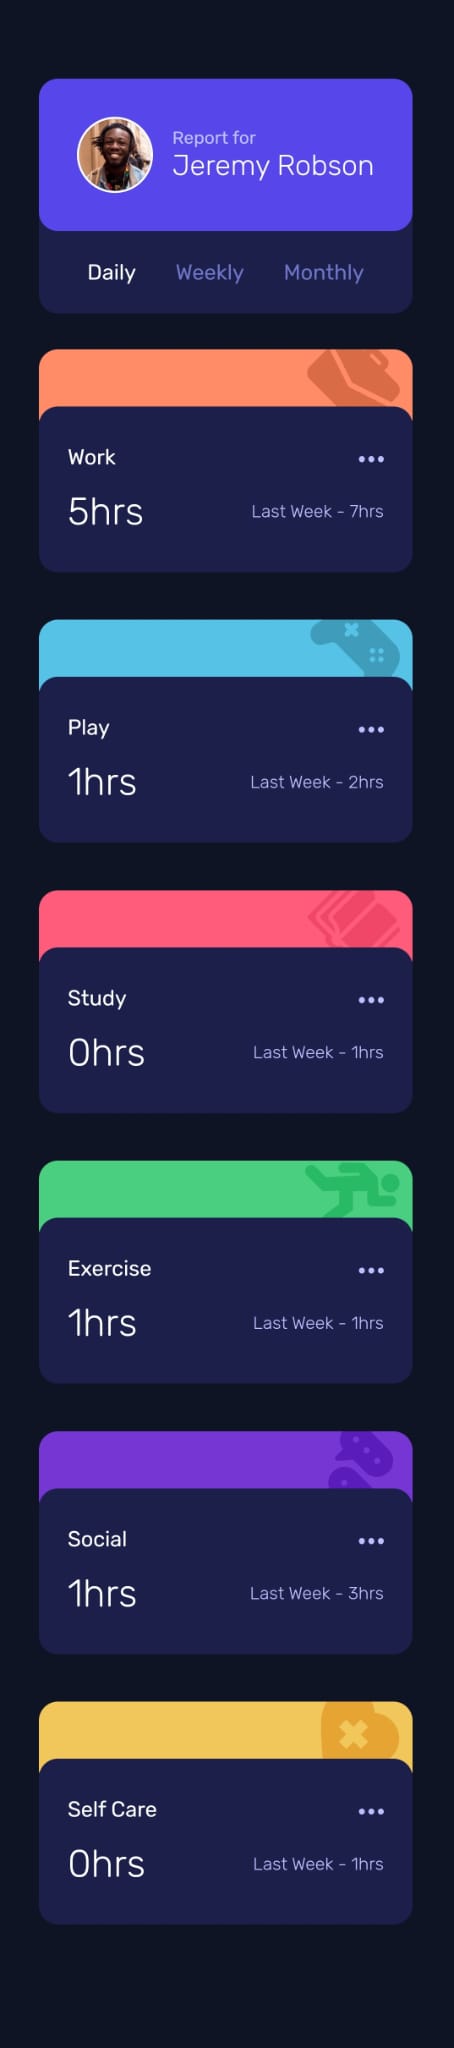 Report for
Jeremy Robson
Daily Weekly Monthly
Work
5hrs Last Week - 7hrs
Play
1hrs Last Week - 2hrs
Study
0hrs Last Week - 1hrs
Exercise
1hrs Last Week - 1hrs
Social
1hrs Last Week - 3hrs
Self Care
0hrs Last Week - 1hrs